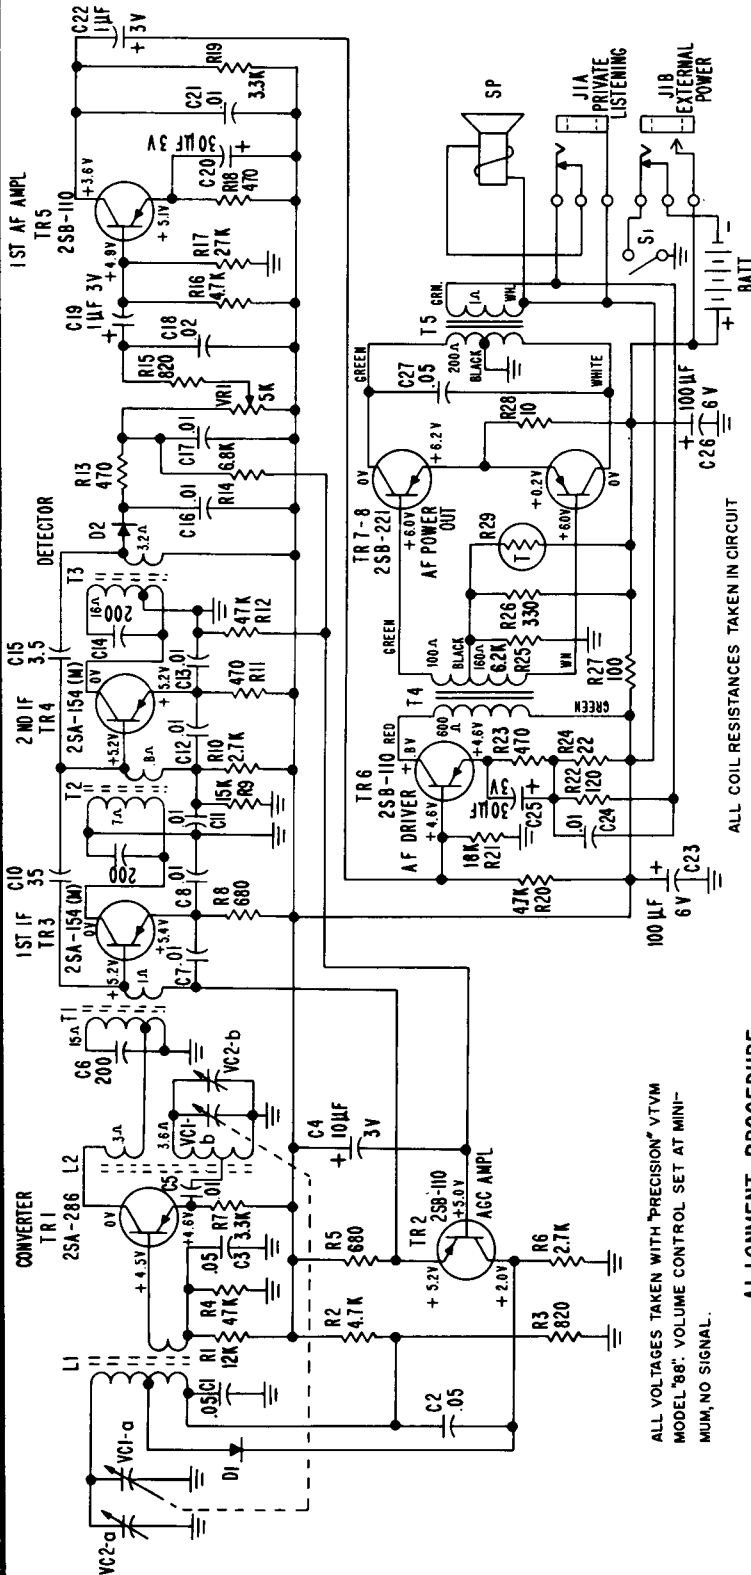 CONVERTER
TR1
2SA-286
1ST IF
TR3
2SA-154 (M)
2 ND IF
TR4
2SA-154 (M)
DETECTOR
1ST AF AMPL
TR5
2SB-110
VC2-a
VC1-a
L1
D1
.05
C1
C2
.05
R1
12K
R4
47K
.05
C3
R7
3.3K
C5
.01
+4.5V
0V
+4.6V
L2
3Ω
3.6Ω
VC1-b
VC2-b
C6
200
15Ω
T1
1Ω
+5.2V
0V
+5.4V
C10
35
C7
.01
C8
.01
R8
680
200
7Ω
T2
.8Ω
C11
.01
15K
R9
R10
2.7K
+5.2V
0V
+5.2V
C12
.01
C13
.01
R11
470
47K
R12
C15
3.5
C14
200
16Ω
T3
3.2Ω
D2
R13
470
C16
.01
C17
.01
R14
6.8K
VR1
5K
R15
820
C18
.02
C19
1μF 3V
R16
4.7K
R17
27K
+4.9V
+3.6V
+5.1V
R18
470
C20
30μF 3V
+
C21
.01
R19
3.3K
C22
1μF
+ 3V
R2
4.7K
R5
680
R3
820
R6
2.7K
C4
10μF
+
3V
TR2
2SB-110
AGC AMPL
+5.0V
+ 5.2V
+ 2.0V
TR6
2SB-110
AF DRIVER
+4.6V
+.8V
+4.6V
RED
600
Ω
T4
GREEN
100Ω
BLACK
160Ω
WH
GREEN
18K
R21
47K
R20
30μF
3V
+
C25
R23
470
R24
22
R22
120
.01
C24
100μF
+
6V
C23
R27
100
6.2K
R25
R26
330
R29
T
TR7-8
2SB-221
AF POWER
OUT
0V
+6.0V
+6.2V
+0.2V
+6.0V
0V
R28
10
C27
.05
GREEN
200Ω
BLACK
WHITE
T5
GRN.
1Ω
WH.
SP
J1A
PRIVATE
LISTENING
J1B
EXTERNAL
POWER
S1
BATT
+
-
+ 100μF
C26 6V
ALL VOLTAGES TAKEN WITH "PRECISION" VTVM
MODEL "88". VOLUME CONTROL SET AT MINI-
MUM, NO SIGNAL.
ALL COIL RESISTANCES TAKEN IN CIRCUIT
ALIGNMENT PROCEDURE